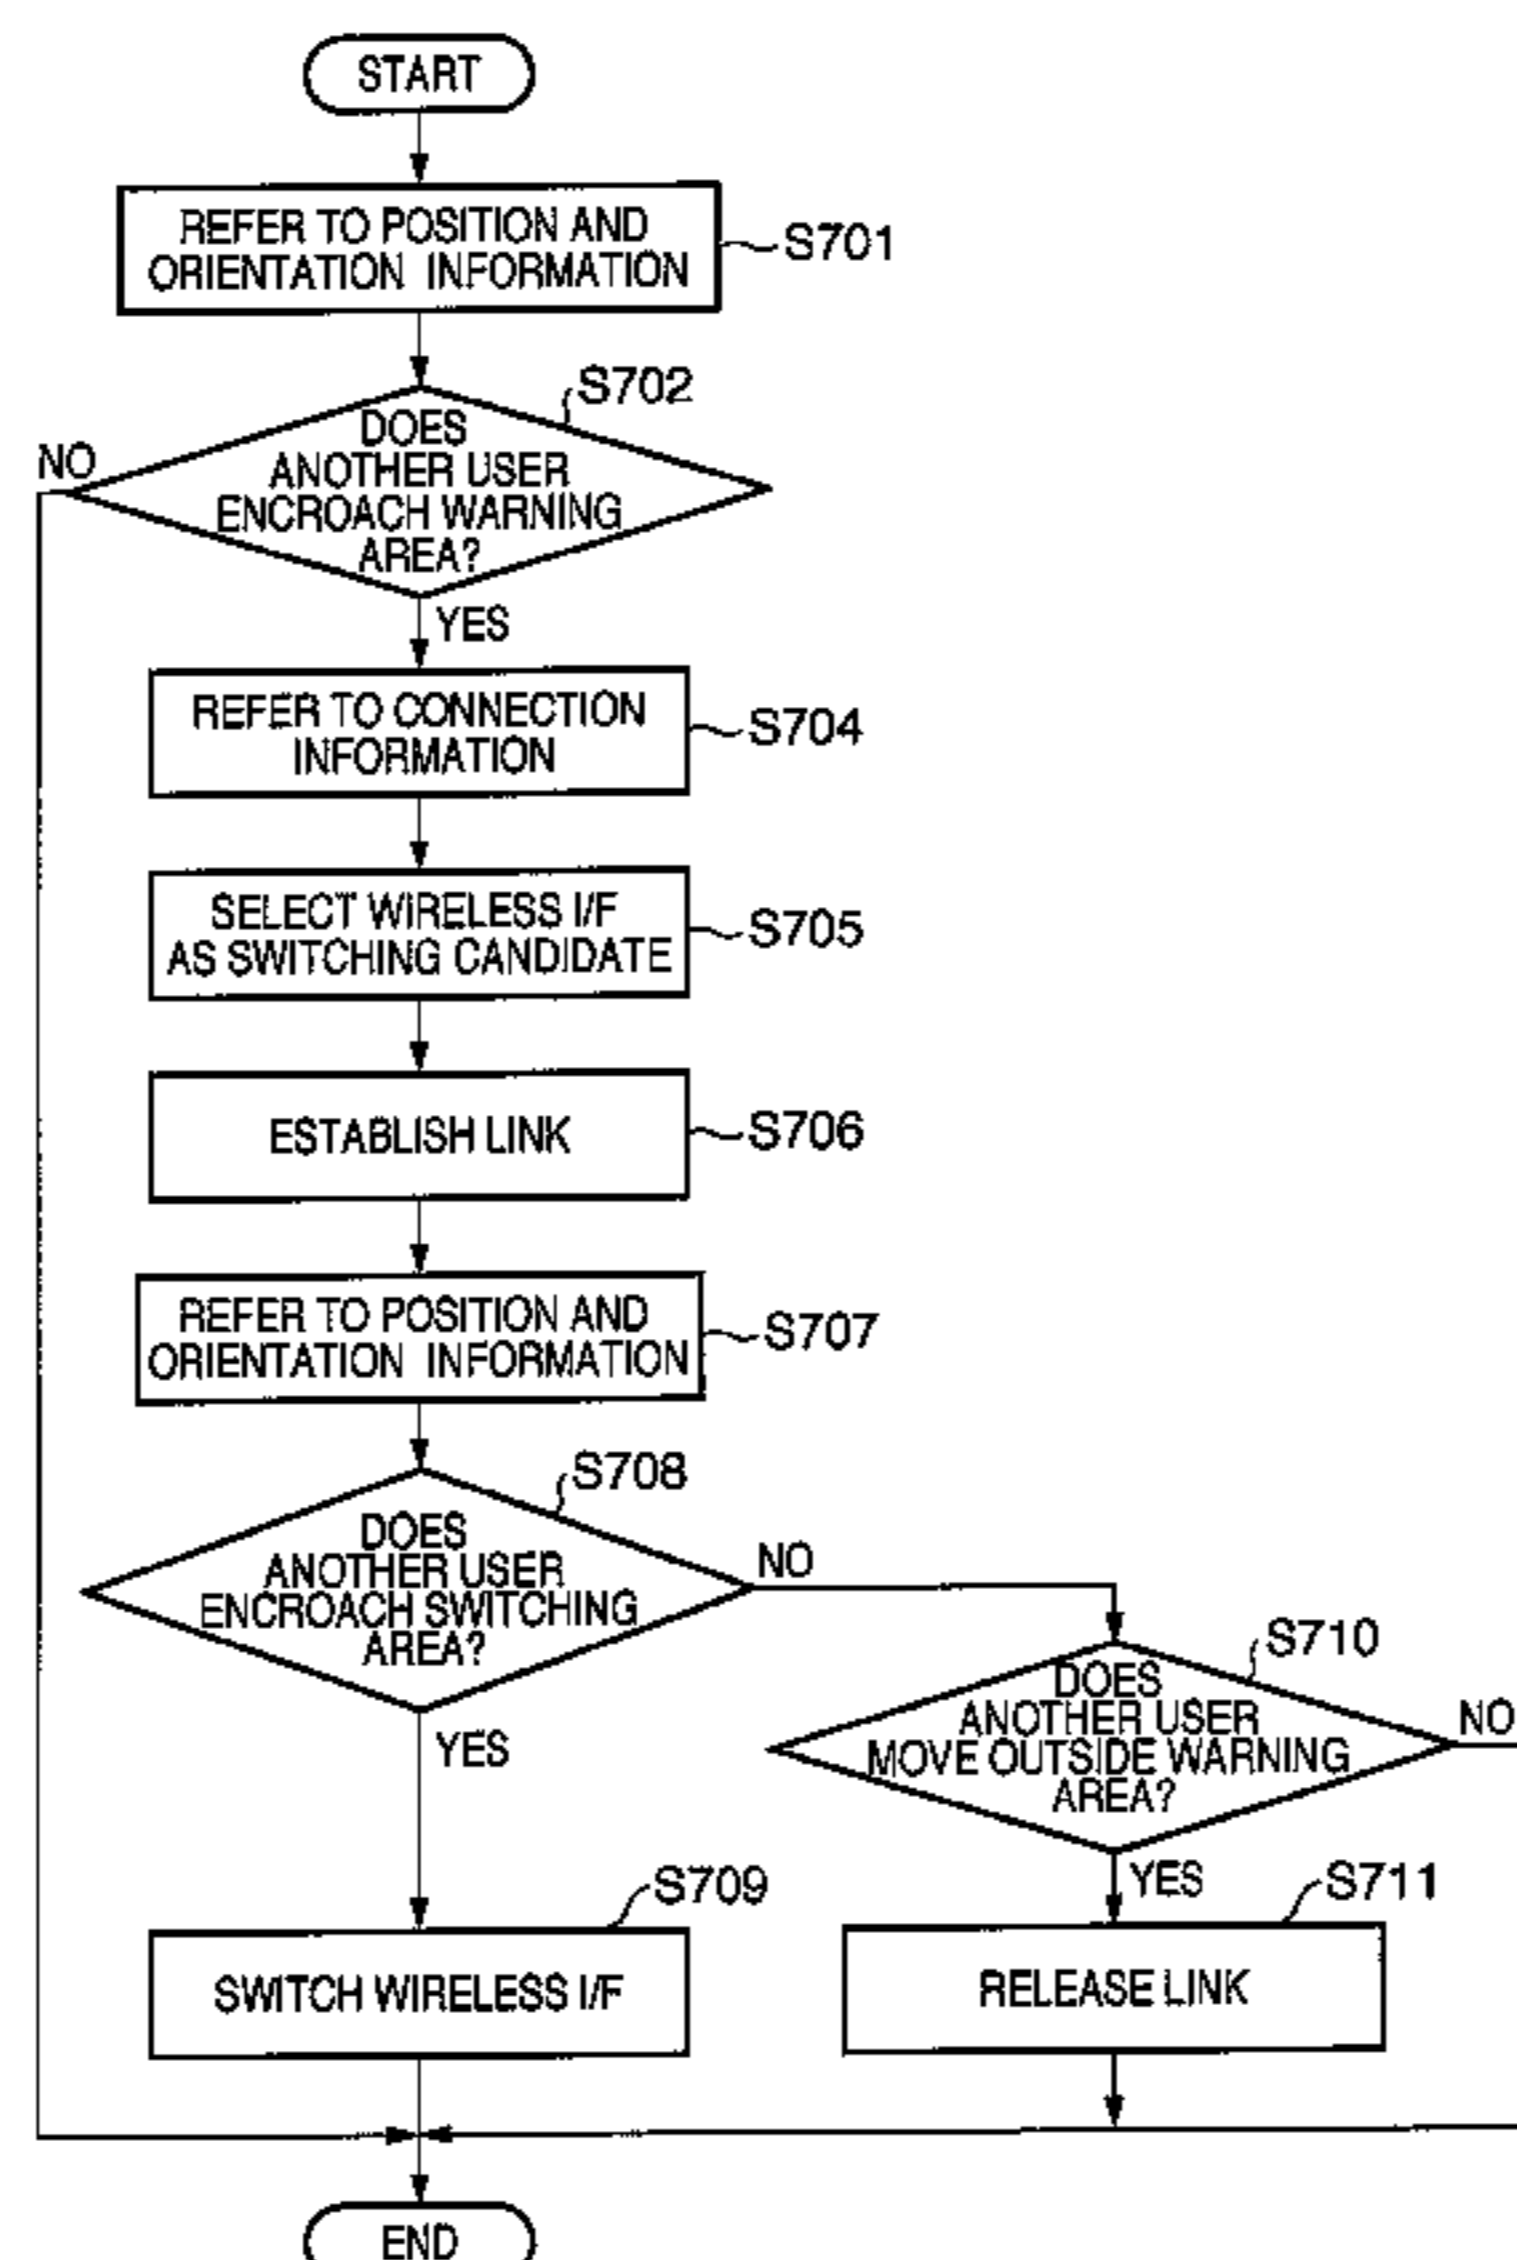 START
REFER TO POSITION AND
ORIENTATION INFORMATION
S701
S702
DOES
ANOTHER USER
ENCROACH WARNING
AREA?
NO
YES
REFER TO CONNECTION
INFORMATION
S704
SELECT WIRELESS I/F
AS SWITCHING CANDIDATE
S705
ESTABLISH LINK
S706
REFER TO POSITION AND
ORIENTATION INFORMATION
S707
S708
DOES
ANOTHER USER
ENCROACH SWITCHING
AREA?
NO
YES
S710
DOES
ANOTHER USER
MOVE OUTSIDE WARNING
AREA?
NO
YES
S709
SWITCH WIRELESS I/F
S711
RELEASE LINK
END